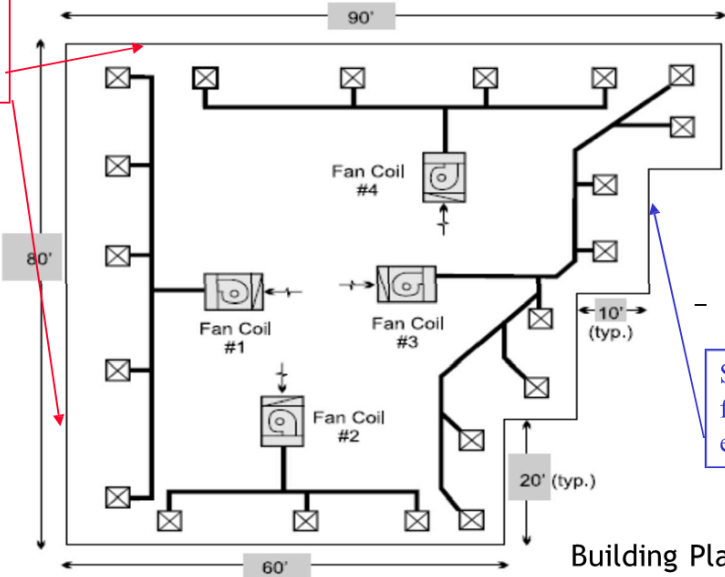 90'
Fan Coil
#4
80'
Fan Coil
#1
Fan Coil
#3
10'
(typ.)
Fan Coil
#2
20' (typ.)
60'
Building